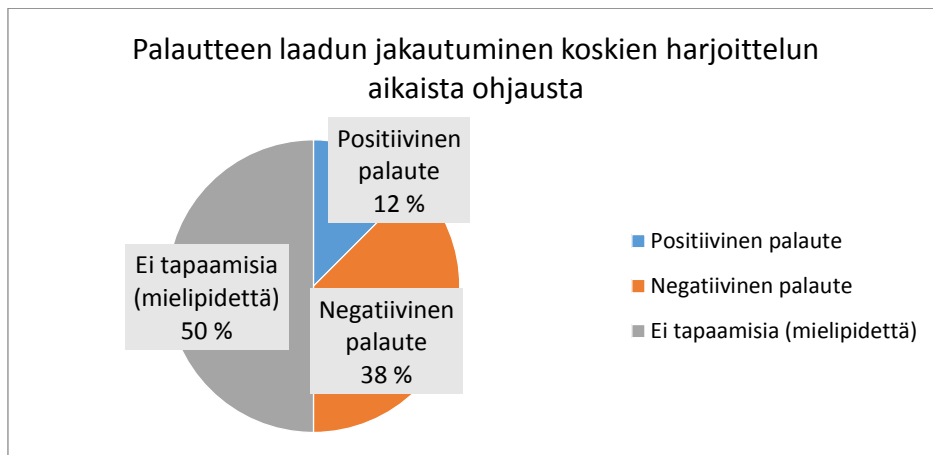 Palautteen laadun jakautuminen koskien harjoittelun
aikaista ohjausta
Positiivinen
palaute
12 %
Ei tapaamisia
(mielipidettä)
50 %
Negatiivinen
palaute
38 %
Positiivinen palaute
Negatiivinen palaute
Ei tapaamisia (mielipidettä)